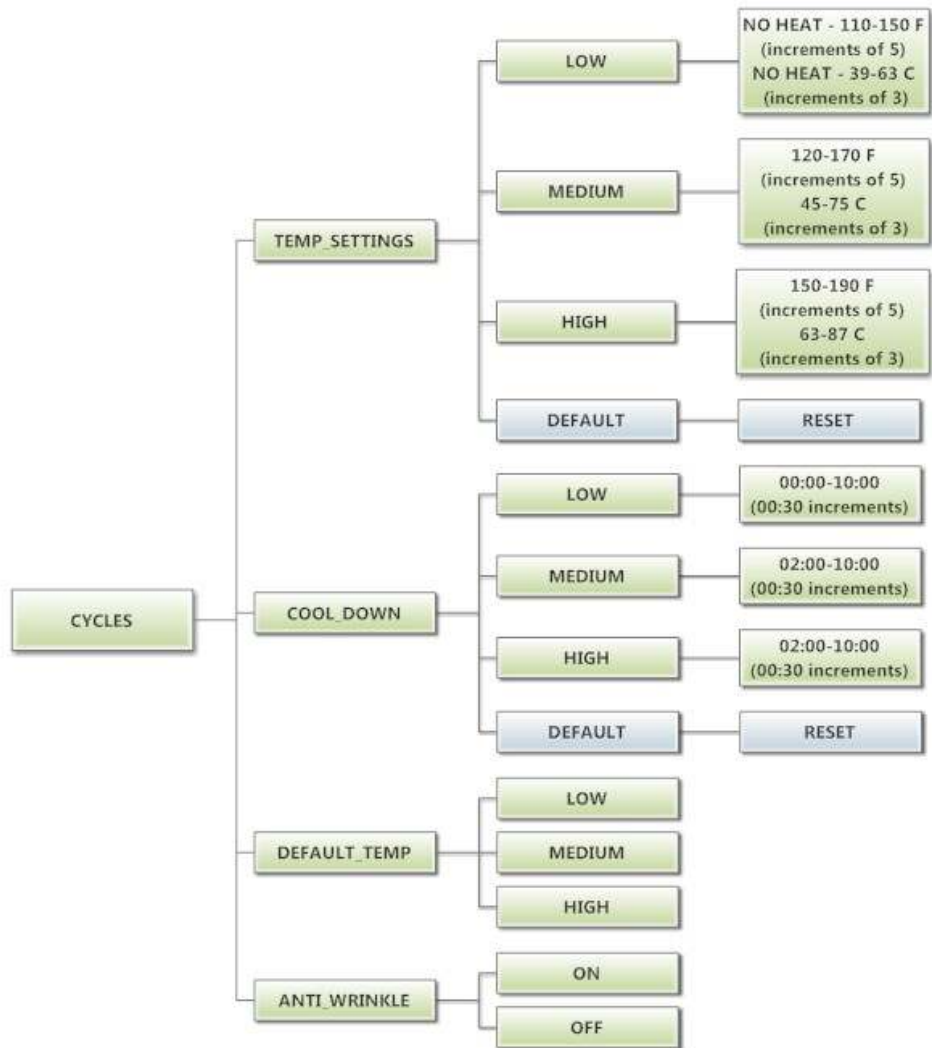 CYCLES
TEMP_SETTINGS
LOW
NO HEAT - 110-150 F
(increments of 5)
NO HEAT - 39-63 C
(increments of 3)
MEDIUM
120-170 F
(increments of 5)
45-75 C
(increments of 3)
HIGH
150-190 F
(increments of 5)
63-87 C
(increments of 3)
DEFAULT
RESET
COOL_DOWN
LOW
00:00-10:00
(00:30 increments)
MEDIUM
02:00-10:00
(00:30 increments)
HIGH
02:00-10:00
(00:30 increments)
DEFAULT
RESET
DEFAULT_TEMP
LOW
MEDIUM
HIGH
ANTI_WRINKLE
ON
OFF